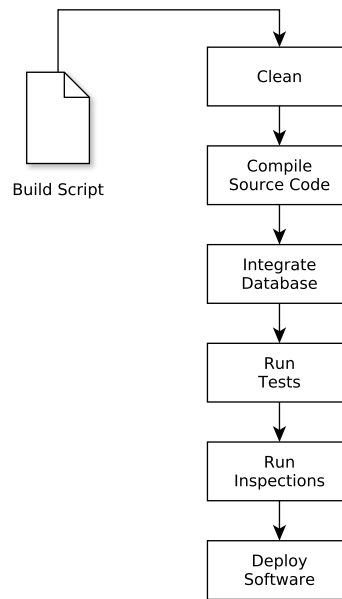 Clean
Build Script
Compile
Source Code
Integrate
Database
Run
Tests
Run
Inspections
Deploy
Software